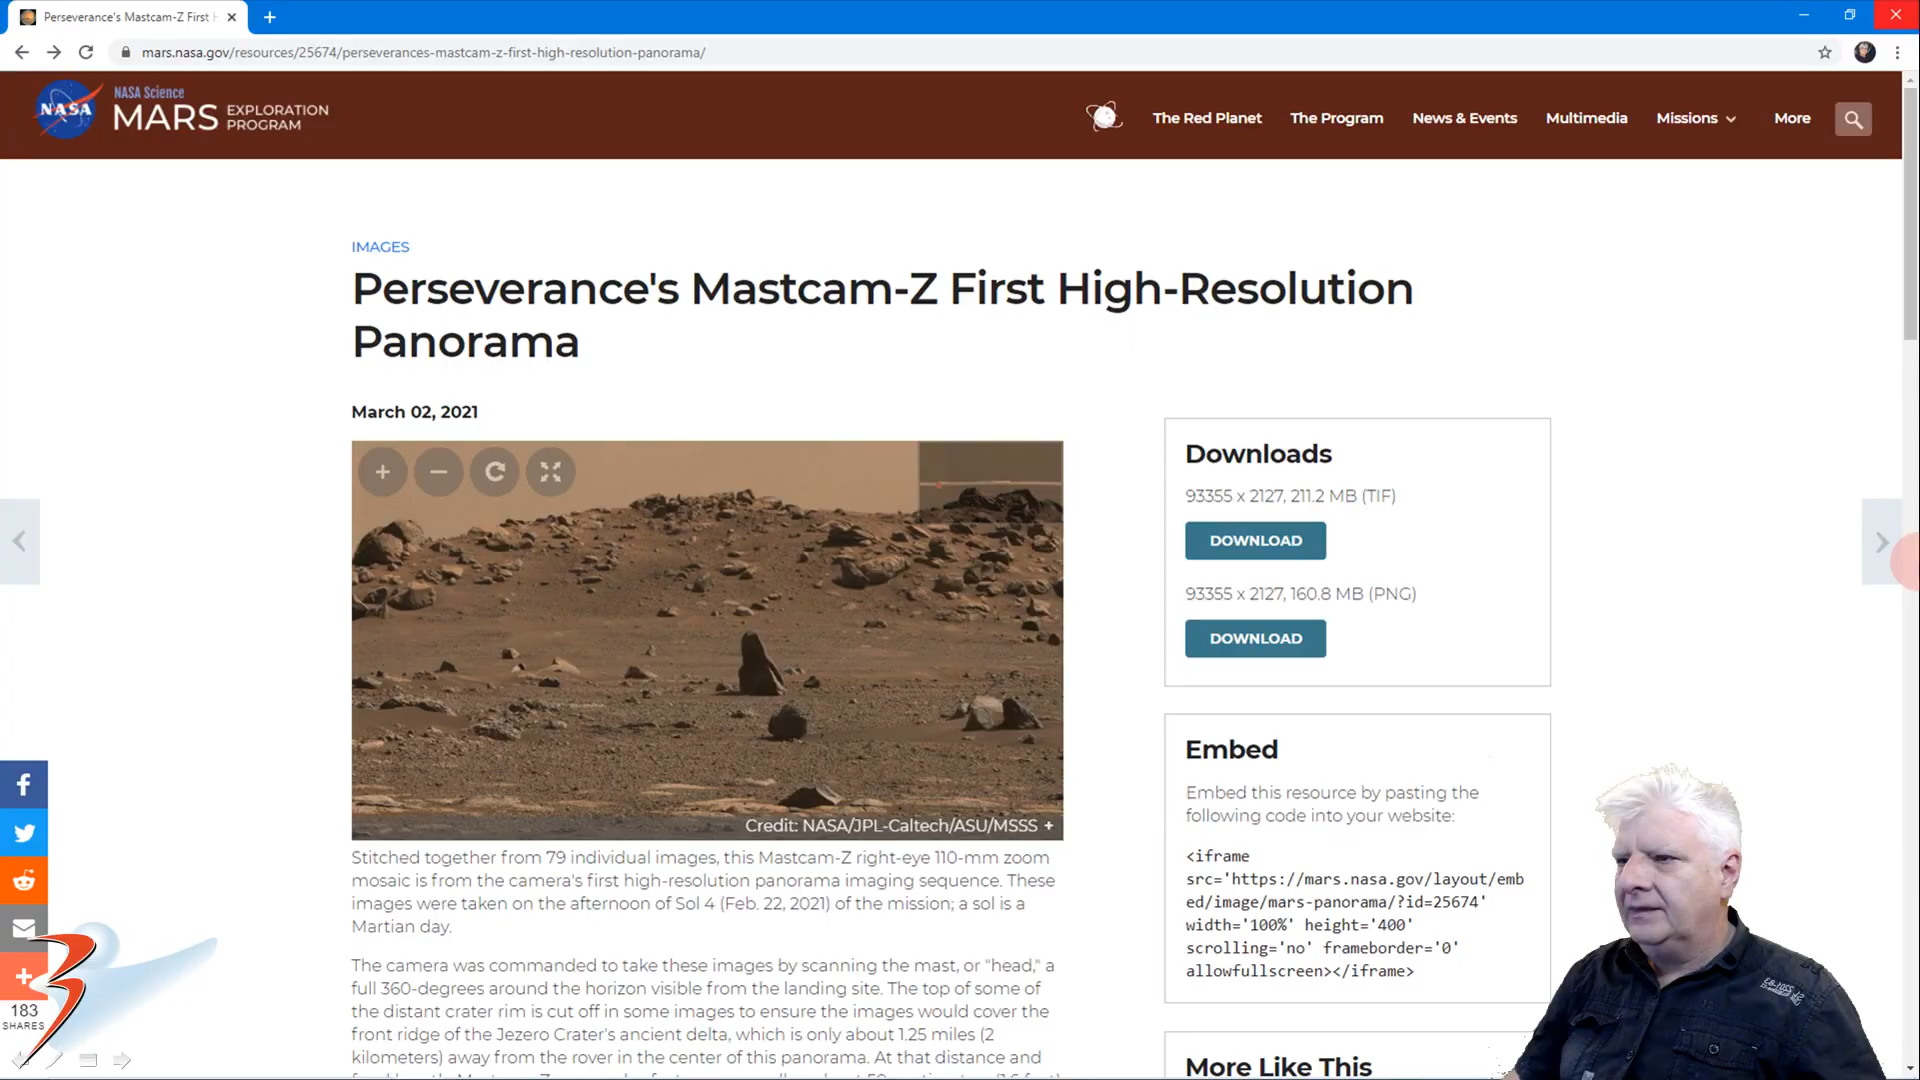 Perseverance's Mastcam-Z First H
mars.nasa.gov/resources/25674/perseverances-mastcam-z-first-high-resolution-panorama/
NASA
NASA Science
MARS EXPLORATION PROGRAM
The Red Planet
The Program
News & Events
Multimedia
Missions
More
IMAGES
Perseverance's Mastcam-Z First High-Resolution
Panorama
March 02, 2021
Credit: NASA/JPL-Caltech/ASU/MSSS +
Stitched together from 79 individual images, this Mastcam-Z right-eye 110-mm zoom
mosaic is from the camera's first high-resolution panorama imaging sequence. These
images were taken on the afternoon of Sol 4 (Feb. 22, 2021) of the mission; a sol is a
Martian day.
The camera was commanded to take these images by scanning the mast, or "head," a
full 360-degrees around the horizon visible from the landing site. The top of some of
the distant crater rim is cut off in some images to ensure the images would cover the
front ridge of the Jezero Crater's ancient delta, which is only about 1.25 miles (2
kilometers) away from the rover in the center of this panorama. At that distance and
Downloads
93355 x 2127, 211.2 MB (TIF)
DOWNLOAD
93355 x 2127, 160.8 MB (PNG)
DOWNLOAD
Embed
Embed this resource by pasting the
following code into your website:
<iframe
src='https://mars.nasa.gov/layout/emb
ed/image/mars-panorama/?id=25674'
width='100%' height='400'
scrolling='no' frameborder='0'
allowfullscreen></iframe>
More Like This
183
SHARES